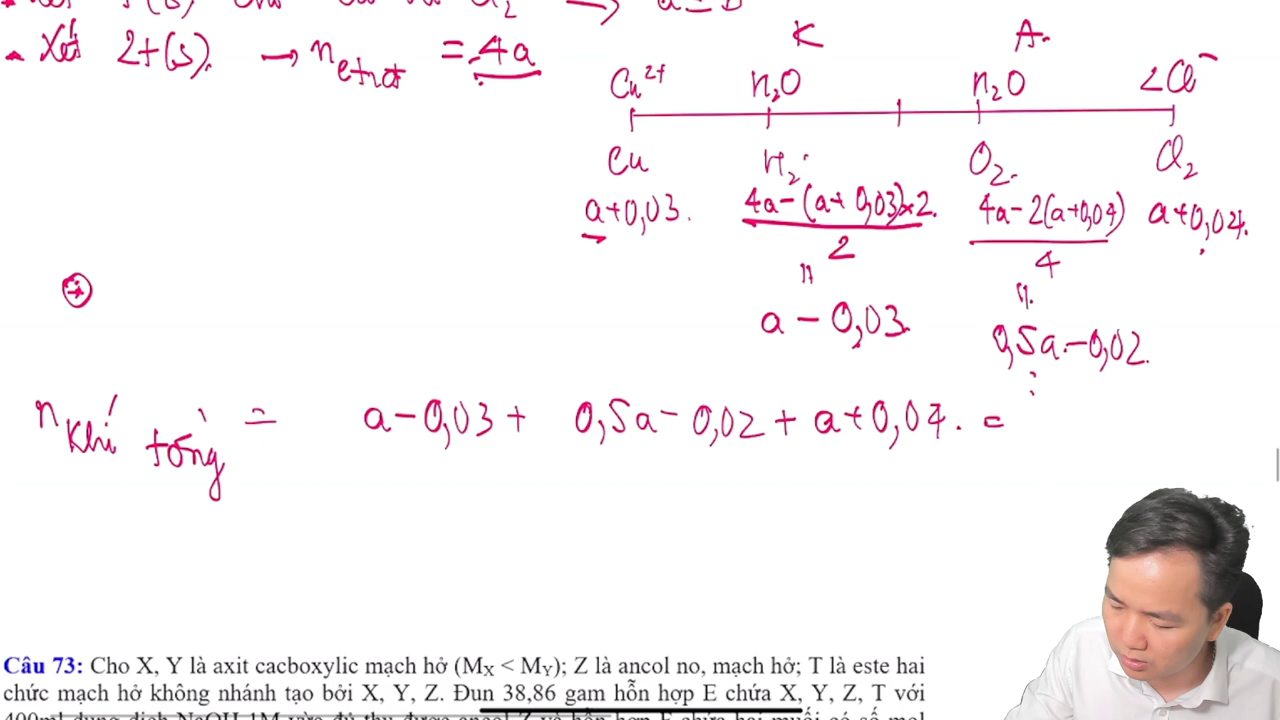 • Xét 2t(s). → n e trđ = 4a
K A.
Cu²⁺ H₂O H₂O 2Cl⁻
Cu H₂ O₂ Cl₂
a+0,03. 4a-(a+0,03)×2. 4a-2(a+0,04) a+0,04.
2 4
a - 0,03. 0,5a-0,02.
n Khí tổng = a-0,03 + 0,5a-0,02 + a+0,04. =
Câu 73: Cho X, Y là axit cacboxylic mạch hở (MX < MY); Z là ancol no, mạch hở; T là este hai
chức mạch hở không nhánh tạo bởi X, Y, Z. Đun 38,86 gam hỗn hợp E chứa X, Y, Z, T với